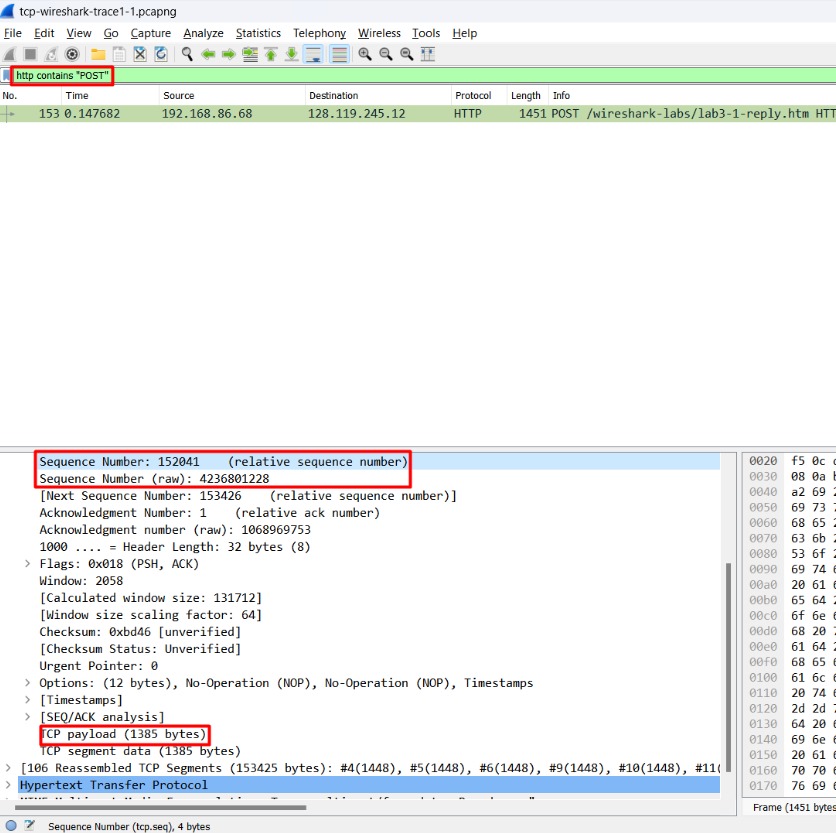 tcp-wireshark-trace1-1.pcapng
File Edit View Go Capture Analyze Statistics Telephony Wireless Tools Help
http contains "POST"
No. Time Source Destination Protocol Length Info
153 0.147682 192.168.86.68 128.119.245.12 HTTP 1451 POST /wireshark-labs/lab3-1-reply.htm HTT
Sequence Number: 152041 (relative sequence number)
Sequence Number (raw): 4236801228
[Next Sequence Number: 153426 (relative sequence number)]
Acknowledgment Number: 1 (relative ack number)
Acknowledgment number (raw): 1068969753
1000 .... = Header Length: 32 bytes (8)
Flags: 0x018 (PSH, ACK)
Window: 2058
[Calculated window size: 131712]
[Window size scaling factor: 64]
Checksum: 0xbd46 [unverified]
[Checksum Status: Unverified]
Urgent Pointer: 0
Options: (12 bytes), No-Operation (NOP), No-Operation (NOP), Timestamps
[Timestamps]
[SEQ/ACK analysis]
TCP payload (1385 bytes)
TCP segment data (1385 bytes)
[106 Reassembled TCP Segments (153425 bytes): #4(1448), #5(1448), #6(1448), #9(1448), #10(1448), #11(
Hypertext Transfer Protocol
0020 f5 0c
0030 08 0a
0040 a2 69
0050 69 73
0060 68 65
0070 63 6b
0080 53 6f
0090 69 74
00a0 20 61
00b0 65 64
00c0 6f 6e
00d0 68 20
00e0 61 64
00f0 68 65
0100 61 6c
0110 20 74
0120 2d 2d
0130 64 20
0140 69 6e
0150 20 61
0160 70 70
0170 76 69
Frame (1451 bytes
Sequence Number (tcp.seq), 4 bytes